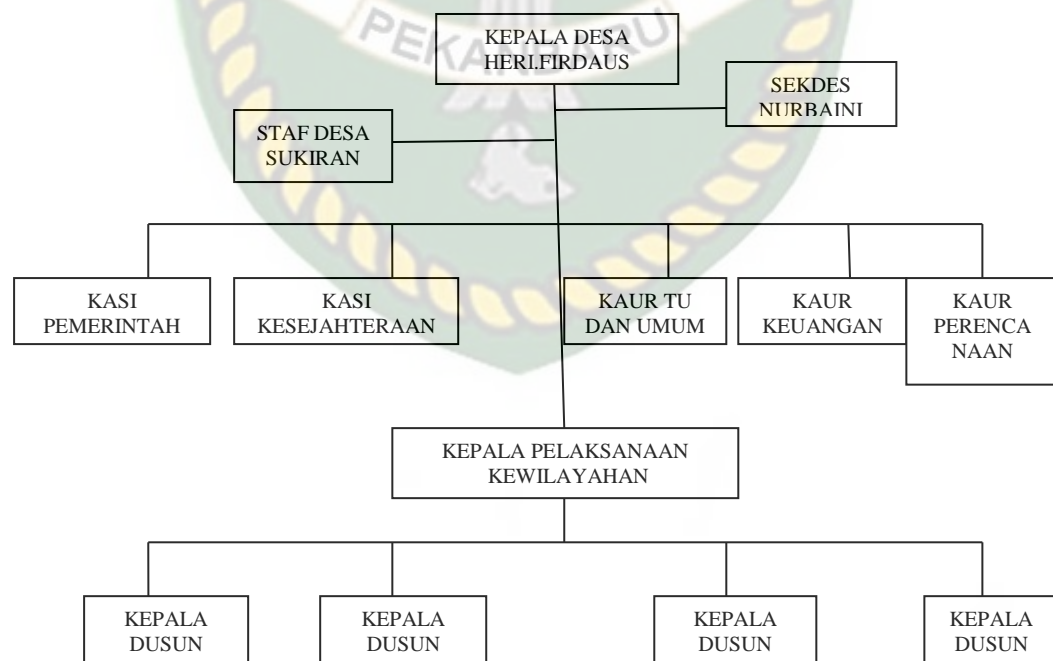 PEKANBARU
KEPALA DESA
HERI.FIRDAUS
SEKDES
NURBAINI
STAF DESA
SUKIRAN
KASI
PEMERINTAH
KASI
KESEJAHTERAAN
KAUR TU
DAN UMUM
KAUR
KEUANGAN
KAUR
PERENCA
NAAN
KEPALA PELAKSANAAN
KEWILAYAHAN
KEPALA
DUSUN
KEPALA
DUSUN
KEPALA
DUSUN
KEPALA
DUSUN